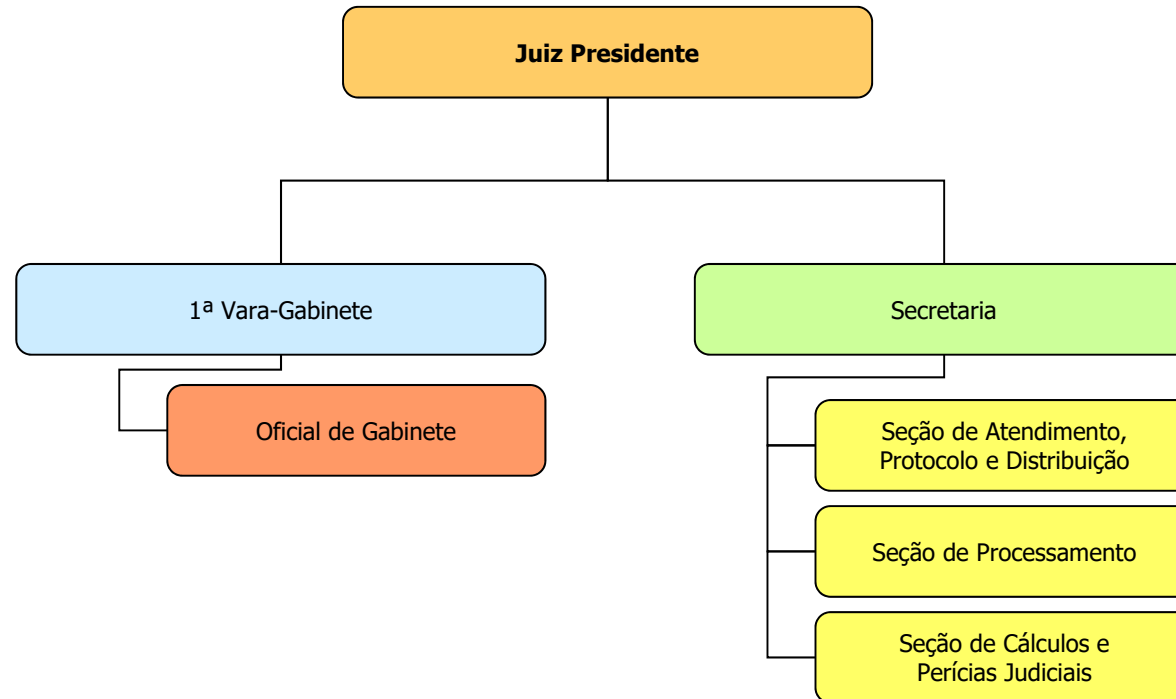 Juiz Presidente
1ª Vara-Gabinete
Secretaria
Oficial de Gabinete
Seção de Atendimento,
Protocolo e Distribuição
Seção de Processamento
Seção de Cálculos e
Perícias Judiciais